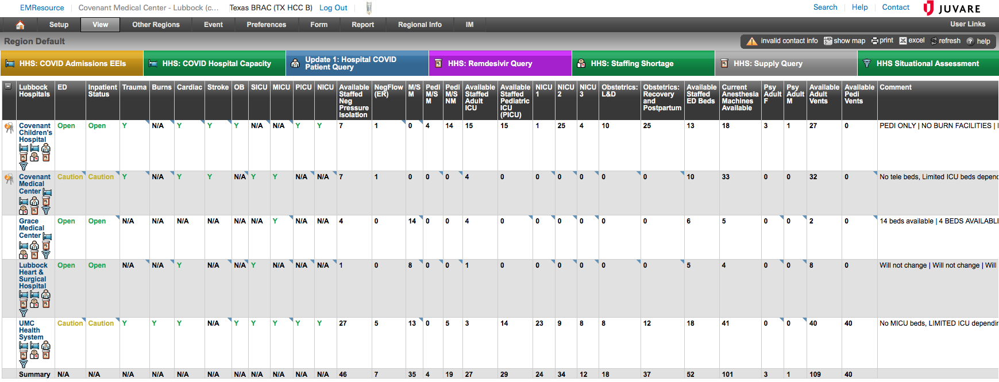 EMResource Covenant Medical Center - Lubbock (c... Texas BRAC (TX HCC B) Log Out Search Help Contact JUVARE
Setup View Other Regions Event Preferences Form Report Regional Info IM User Links
Region Default invalid contact info show map print excel refresh help
HHS: COVID Admissions EEIs
HHS: COVID Hospital Capacity
Update 1: Hospital COVID
Patient Query
HHS: Remdesivir Query
HHS: Staffing Shortage
HHS: Supply Query
HHS Situational Assessment
Lubbock
Hospitals
ED
Inpatient
Status
Trauma
Burns
Cardiac
Stroke
OB
SICU
MICU
PICU
NICU
Available
Staffed
Neg
Pressure
Isolation
NegFlow
(ER)
M/S
M
Pedi
M/S
M
Pedi
M/S
NM
Available
Staffed
Adult
ICU
Available
Staffed
Pediatric
ICU
(PICU)
NICU
1
NICU
2
NICU
3
Obstetrics:
L&D
Obstetrics:
Recovery
and
Postpartum
Available
Staffed
ED Beds
Current
Anesthesia
Machines
Available
Psy
Adult
F
Psy
Adult
M
Available
Adult
Vents
Available
Pedi
Vents
Comment
Covenant
Children's
Hospital
Open Open Y N/A Y Y Y N/A N/A Y Y 7 1 0 4 14 15 15 1 25 4 10 25 13 18 3 1 27 0 PEDI ONLY | NO BURN FACILITIES |
Covenant
Medical
Center
Caution Caution Y N/A Y Y N/A Y Y N/A N/A 7 1 0 0 0 4 0 0 0 0 0 0 10 33 0 0 32 0 No tele beds, Limited ICU beds depend
Grace
Medical
Center
Open Open N/A N/A N/A N/A N/A N/A Y N/A N/A 4 0 14 0 0 4 0 0 0 0 0 0 6 5 0 0 2 0 14 beds available | 4 BEDS AVAILABLE
Lubbock
Heart &
Surgical
Hospital
Open Open N/A N/A Y N/A N/A Y N/A N/A N/A 1 0 8 0 0 1 0 0 0 0 0 0 5 4 0 0 8 0 Will not change | Will not change | Will
UMC
Health
System
Caution Caution Y Y Y N/A Y Y Y Y Y 27 5 13 0 5 3 14 23 9 8 8 12 18 41 0 0 40 40 No MICU beds, LIMITED ICU dependin
Summary N/A N/A N/A N/A N/A N/A N/A N/A N/A N/A N/A 46 7 35 4 19 27 29 24 34 12 18 37 52 101 3 1 109 40